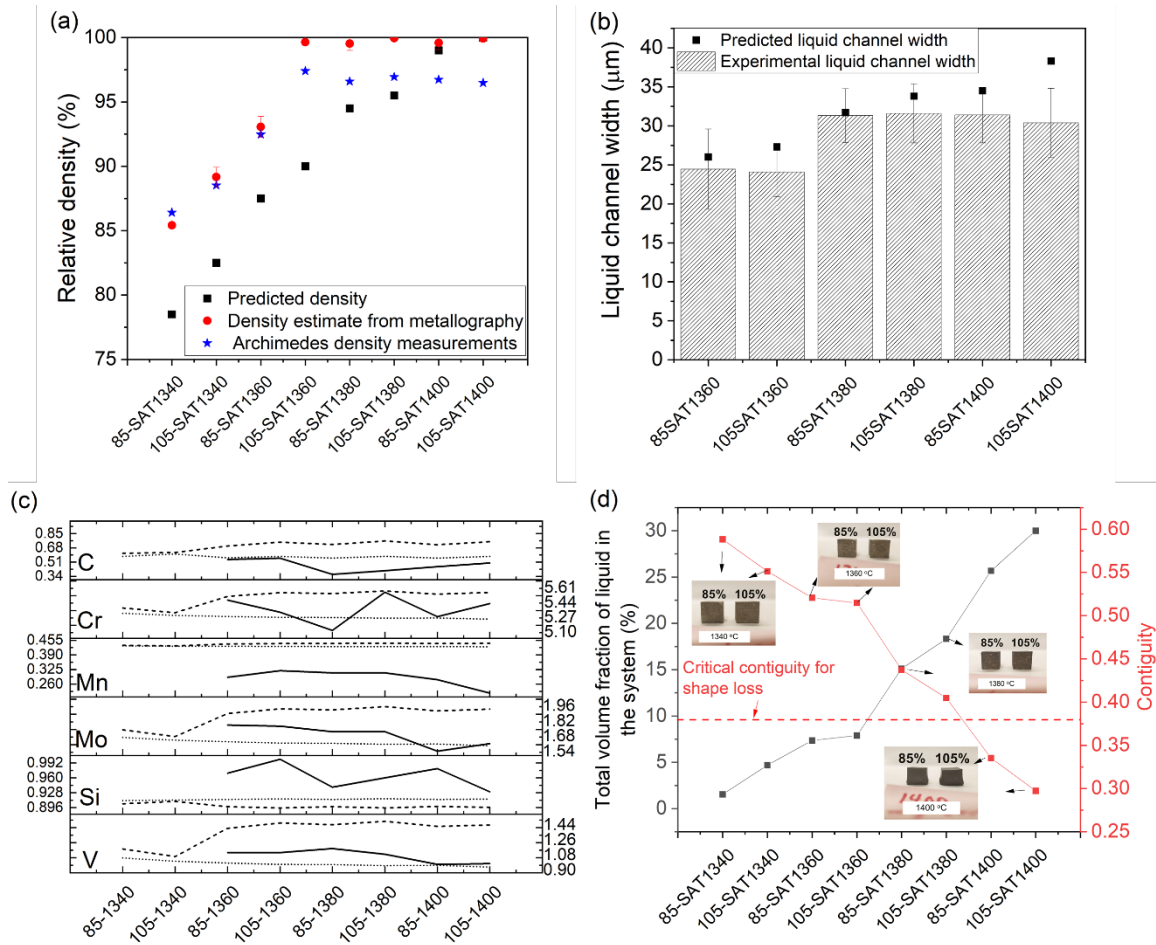 (a)
Relative density (%)
100
95
90
85
80
75
Predicted density
Density estimate from metallography
Archimedes density measurements
85-SAT1340
105-SAT1340
85-SAT1360
105-SAT1360
85-SAT1380
105-SAT1380
85-SAT1400
105-SAT1400
(b)
Liquid channel width (μm)
40
35
30
25
20
15
10
5
0
Predicted liquid channel width
Experimental liquid channel width
85SAT1360
105SAT1360
85SAT1380
105SAT1380
85SAT1400
105SAT1400
(c)
0.85
0.68
0.51
0.34
C
5.61
5.44
5.27
5.10
Cr
0.455
0.390
0.325
0.260
Mn
1.96
1.82
1.68
1.54
Mo
0.992
0.960
0.928
0.896
Si
1.44
1.26
1.08
0.90
V
85-1340
105-1340
85-1360
105-1360
85-1380
105-1380
85-1400
105-1400
(d)
Total volume fraction of liquid in
the system (%)
30
25
20
15
10
5
0
Contiguity
0.60
0.55
0.50
0.45
0.40
0.35
0.30
0.25
85% 105%
1340 °C
85% 105%
1360 °C
85% 105%
1380 °C
85% 105%
1400
1400 °C
Critical contiguity for
shape loss
85-SAT1340
105-SAT1340
85-SAT1360
105-SAT1360
85-SAT1380
105-SAT1380
85-SAT1400
105-SAT1400